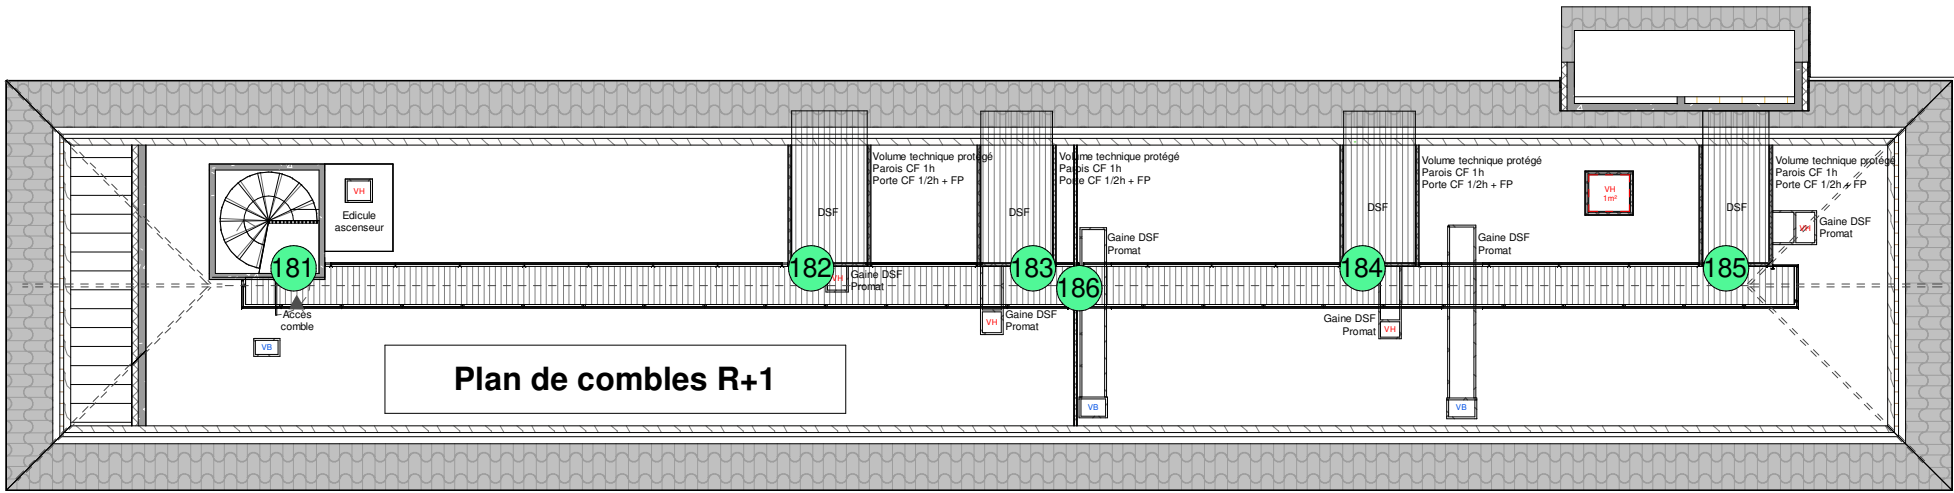 Volume technique protégé
Parois CF 1h
Porte CF 1/2h + FP
Volume technique protégé
Parois CF 1h
Porte CF 1/2h + FP
Volume technique protégé
Parois CF 1h
Porte CF 1/2h + FP
Volume technique protégé
Parois CF 1h
Porte CF 1/2h + FP
VH
Edicule
ascenseur
VH
1m²
DSF
DSF
DSF
DSF
Gaine DSF
Promat
Gaine DSF
Promat
VH
Gaine DSF
Promat
181
182
183
184
185
186
VH
Gaine DSF
Promat
Accès
comble
VH
Gaine DSF
Promat
Gaine DSF
Promat
VH
VB
Plan de combles R+1
VB
VB